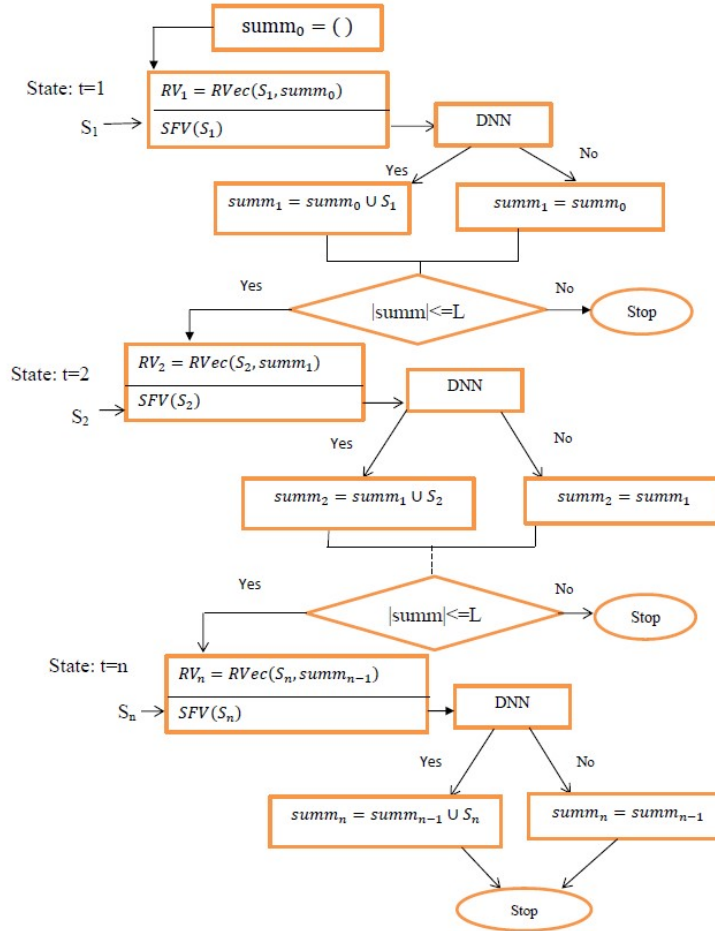 summ₀ = ( )
State: t=1
RV₁ = RVec(S₁, summ₀)
S₁
SFV(S₁)
DNN
Yes
No
summ₁ = summ₀ ∪ S₁
summ₁ = summ₀
Yes
|summ|<=L
No
Stop
State: t=2
RV₂ = RVec(S₂, summ₁)
S₂
SFV(S₂)
DNN
Yes
No
summ₂ = summ₁ ∪ S₂
summ₂ = summ₁
Yes
|summ|<=L
No
Stop
State: t=n
RVₙ = RVec(Sₙ, summₙ₋₁)
Sₙ
SFV(Sₙ)
DNN
Yes
No
summₙ = summₙ₋₁ ∪ Sₙ
summₙ = summₙ₋₁
Stop